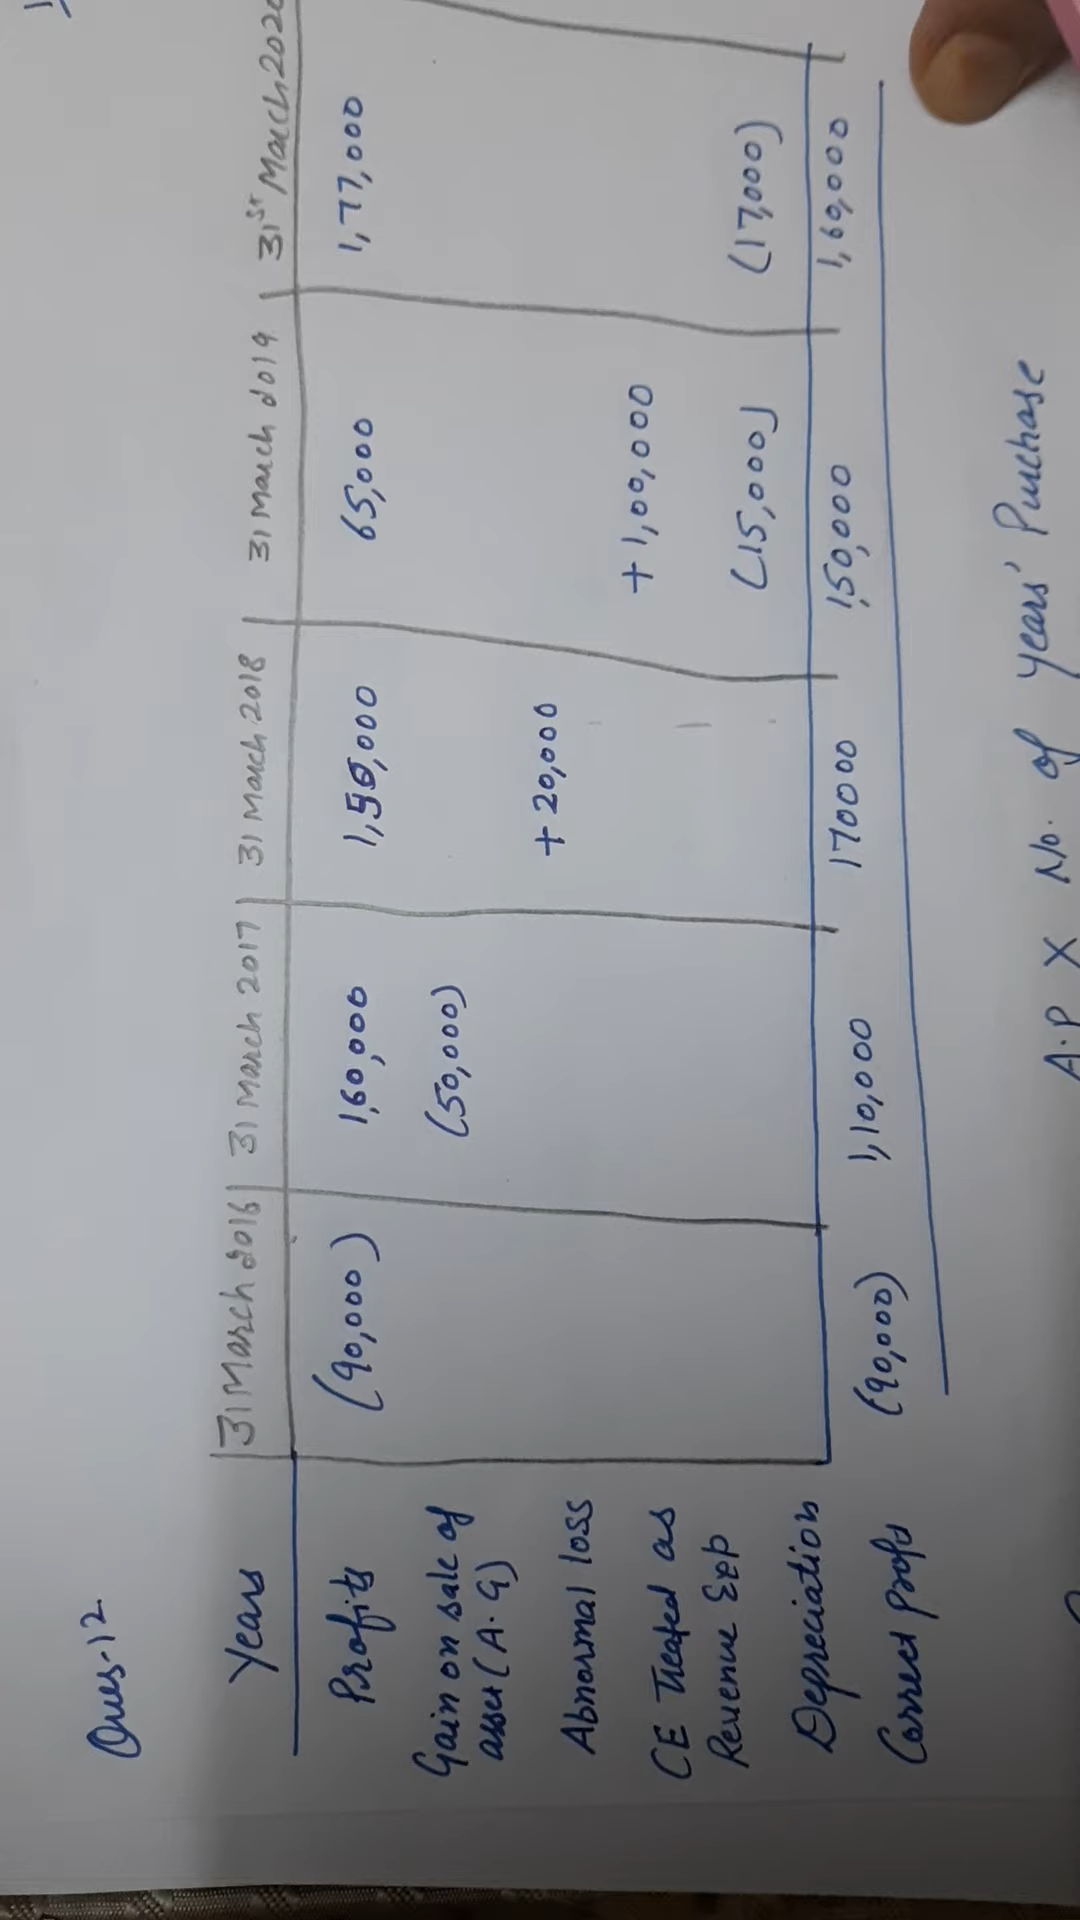 Ques-12
Years 31 March 2016 31 March 2017 31 March 2018 31 March 2019 31st March 2020
Profits (90,000) 1,60,000 1,50,000 65,000 1,77,000
Gain on sale of (50,000)
asset (A.G)
Abnormal loss + 20,000
CE Treated as + 1,00,000
Revenue Exp
Depreciation (15,000) (17,000)
Correct Profit (90,000) 1,10,000 170000 1,50,000 1,60,000
A.P X No. of years' Purchase